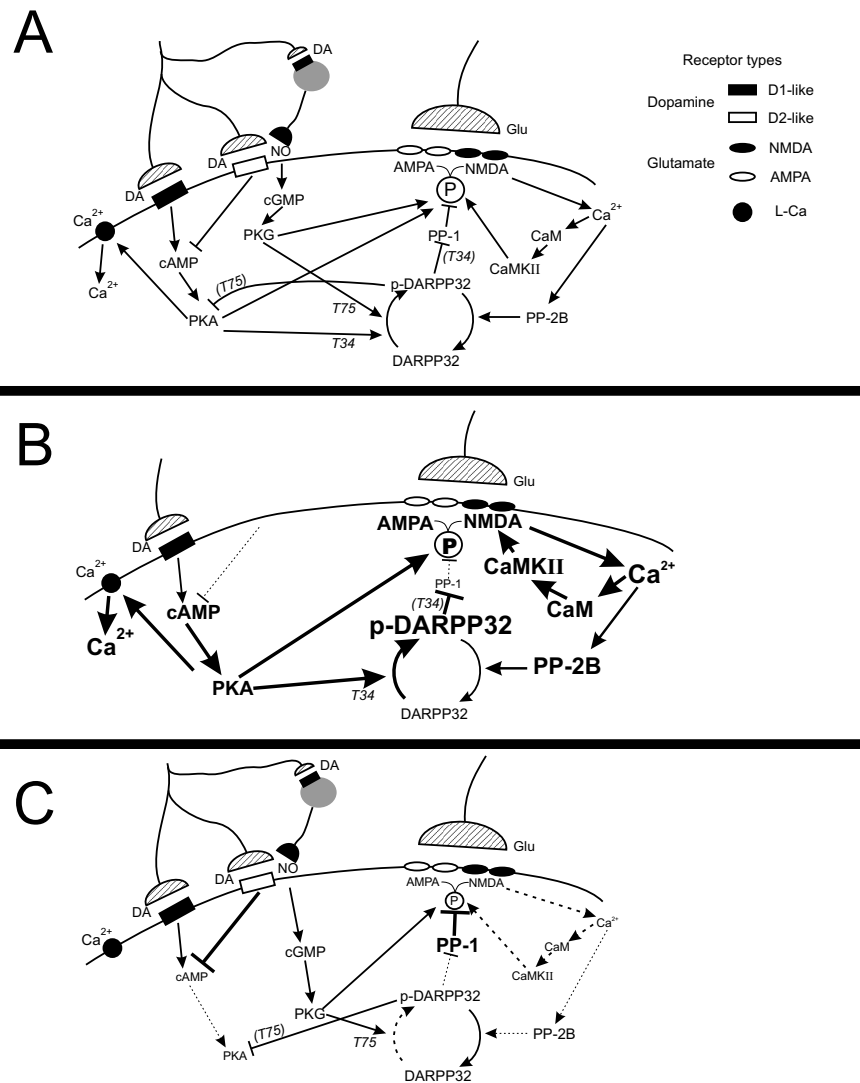 A
DA
Receptor types
D1-like
Dopamine
D2-like
Glu
NMDA
Glutamate
AMPA
L-Ca
DA
NO
DA
AMPA
NMDA
P
cGMP
Ca2+
Ca2+
CaM
PKG
PP-1
(T34)
cAMP
CaMKII
Ca2+
(T75)
p-DARPP32
T75
PKA
PP-2B
T34
DARPP32
B
Glu
DA
AMPA
NMDA
P
Ca2+
CaMKII
Ca2+
PP-1
cAMP
(T34)
CaM
p-DARPP32
Ca2+
PP-2B
PKA
T34
DARPP32
C
DA
Glu
NO
DA
AMPA
NMDA
P
DA
Ca2+
Ca2+
PP-1
CaM
cGMP
cAMP
CaMKII
p-DARPP32
PKG
(T75)
T75
PP-2B
PKA
DARPP32